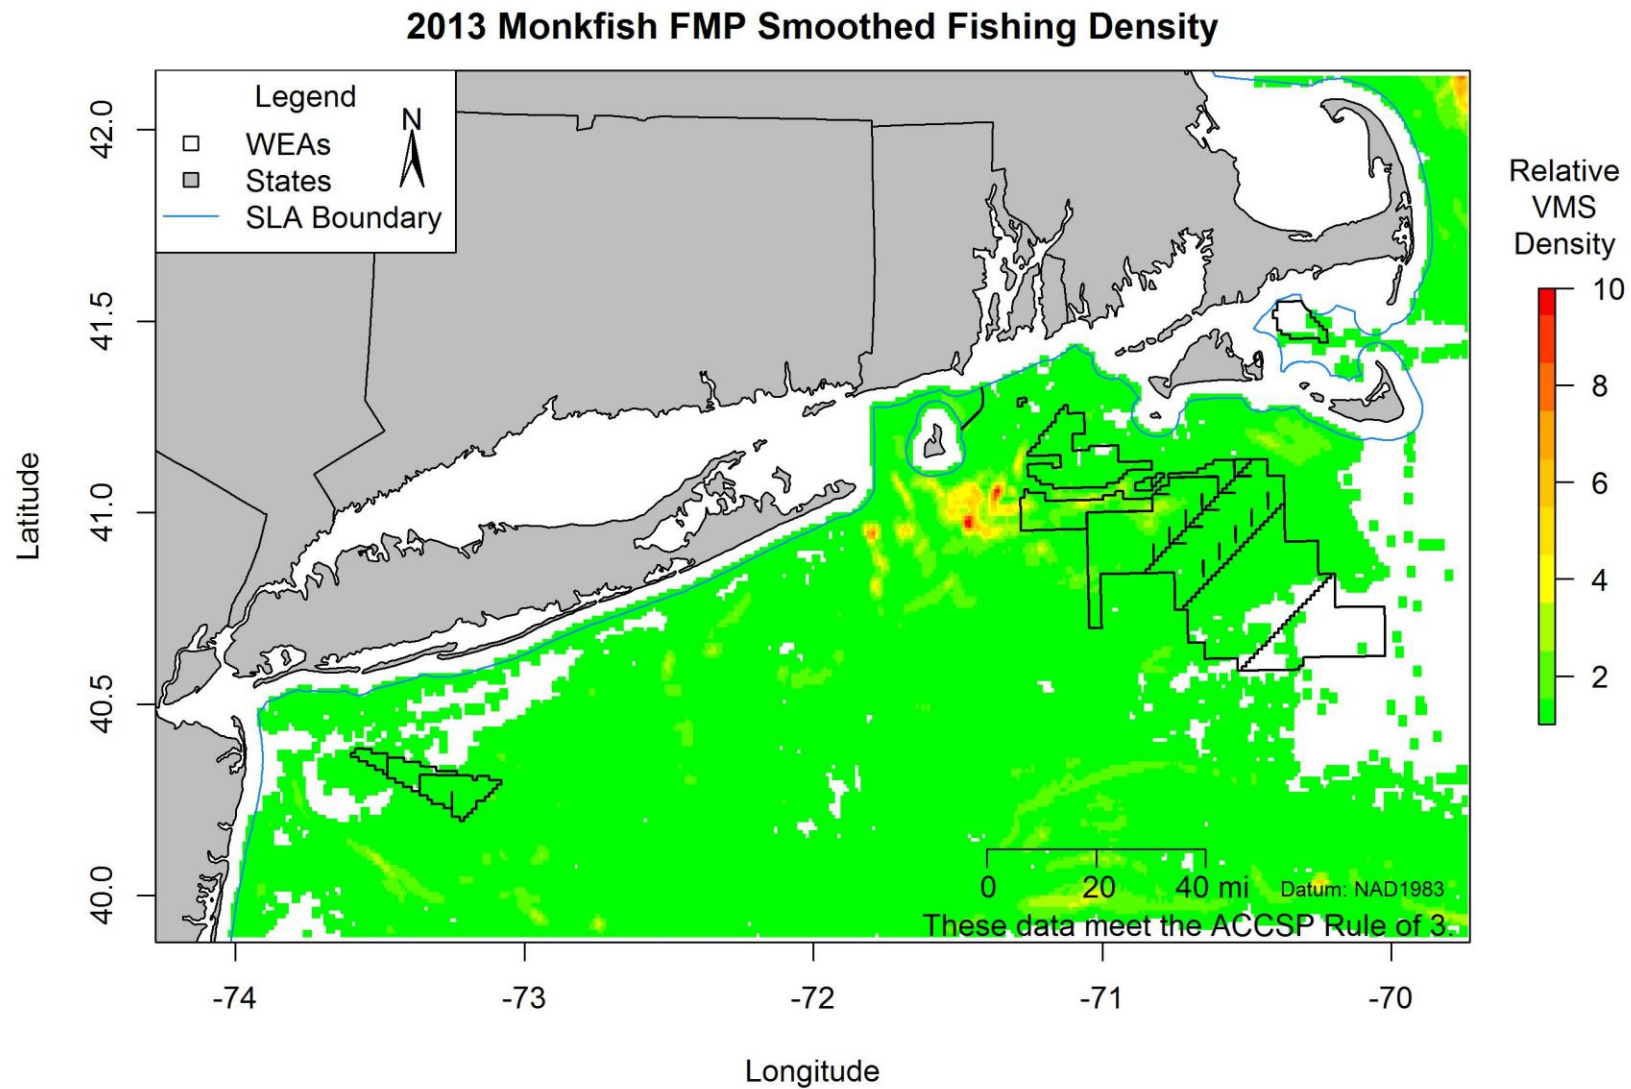 2013 Monkfish FMP Smoothed Fishing Density
Legend
N
WEAs
States
SLA Boundary
Relative
VMS
Density
10
8
6
4
2
Latitude
42.0
41.5
41.0
40.5
40.0
0 20 40 mi Datum: NAD1983
These data meet the ACCSP Rule of 3.
-74 -73 -72 -71 -70
Longitude